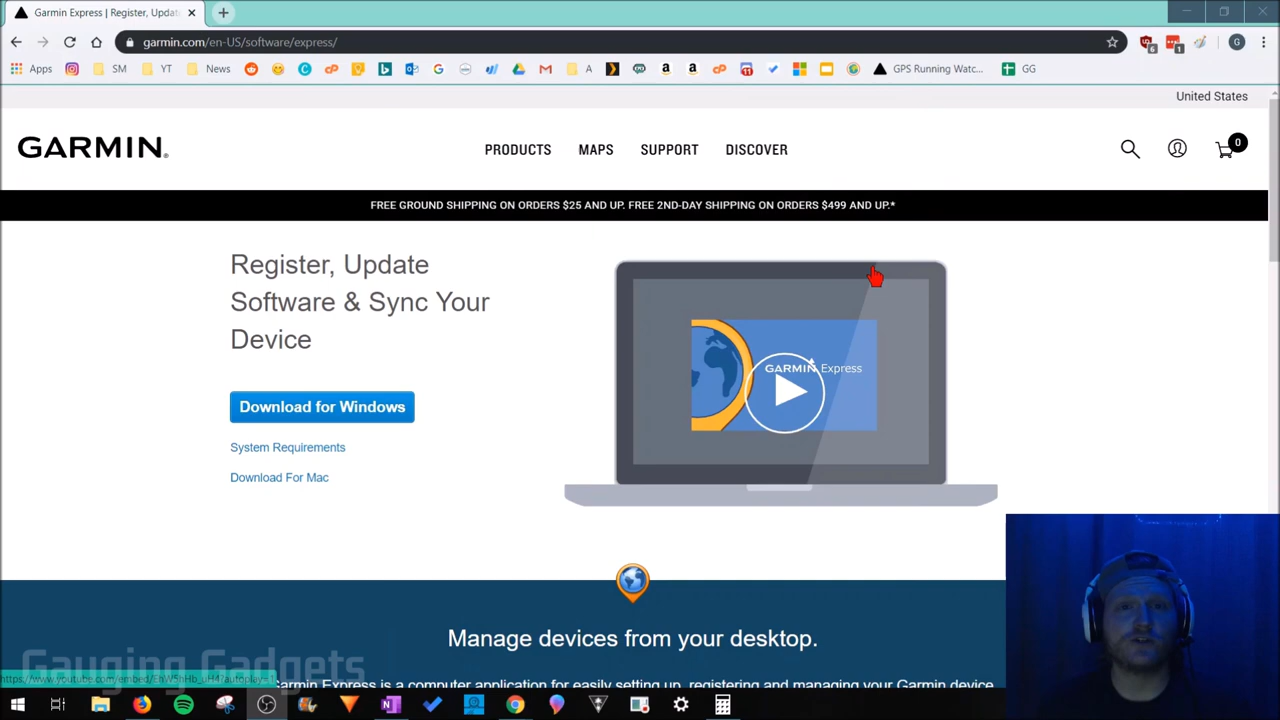 Garmin Express | Register, Updat
garmin.com/en-US/software/express/
6
1
G
Apps
SM
YT
News
A
11
GPS Running Watc...
GG
United States
GARMIN
PRODUCTS
MAPS
SUPPORT
DISCOVER
0
FREE GROUND SHIPPING ON ORDERS $25 AND UP. FREE 2ND-DAY SHIPPING ON ORDERS $499 AND UP.*
Register, Update
Software & Sync Your
Device
GARMIN Express
Download for Windows
System Requirements
Download For Mac
Manage devices from your desktop.
Gauging Gadgets
Garmin Express is a computer application for easily setting up, registering and managing your Garmin device